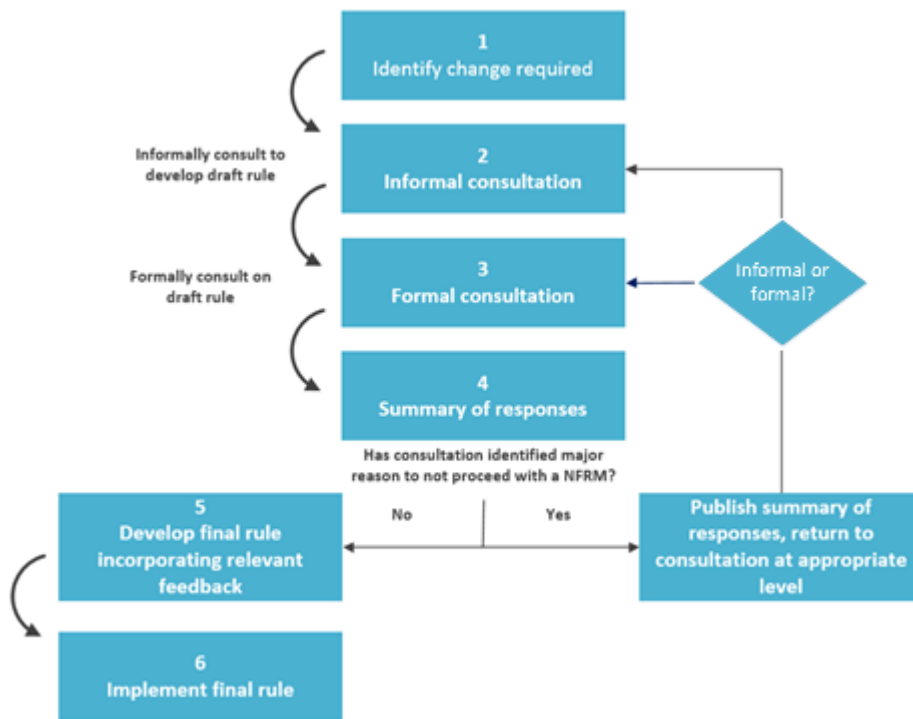 1
Identify change required
Informally consult to
develop draft rule
2
Informal consultation
Formally consult on
draft rule
3
Formal consultation
Informal or
formal?
4
Summary of responses
Has consultation identified major
reason to not proceed with a NFRM?
No
Yes
5
Develop final rule
incorporating relevant
feedback
Publish summary of
responses, return to
consultation at appropriate
level
6
Implement final rule